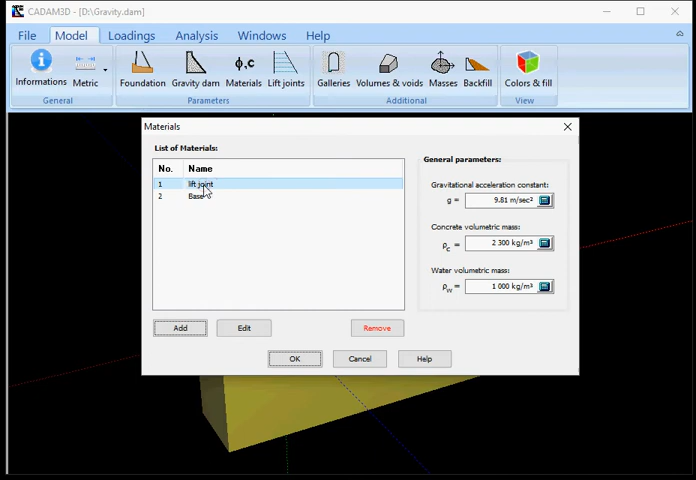 CADAM3D - [D:\Gravity.dam]
File Model Loadings Analysis Windows Help
ϕ,c
Informations Metric Foundation Gravity dam Materials Lift joints Galleries Volumes & voids Masses Backfill Colors & fill
General Parameters Additional View
Materials
List of Materials:
No. Name
1 lift joint
2 Base
General parameters:
Gravitational acceleration constant:
g = 9.81 m/sec²
Concrete volumetric mass:
ρc = 2 300 kg/m³
Water volumetric mass:
ρw = 1 000 kg/m³
Add Edit Remove
OK Cancel Help